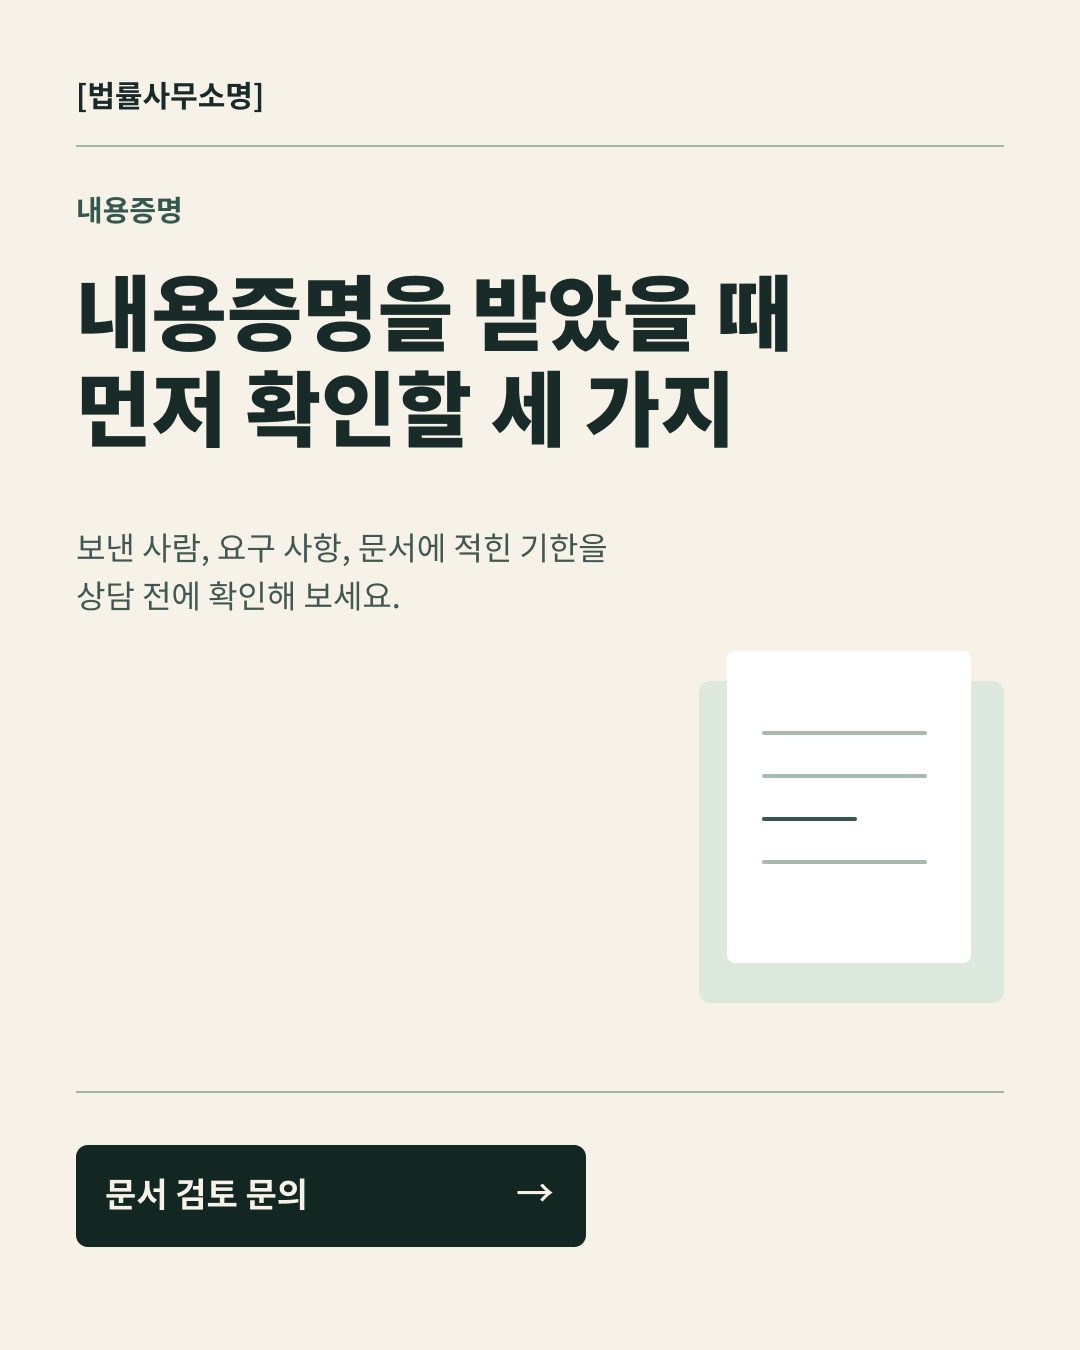 [법률사무소명]
내용증명
내용증명을 받았을 때
먼저 확인할 세 가지
보낸 사람, 요구 사항, 문서에 적힌 기한을
상담 전에 확인해 보세요.
문서 검토 문의 →